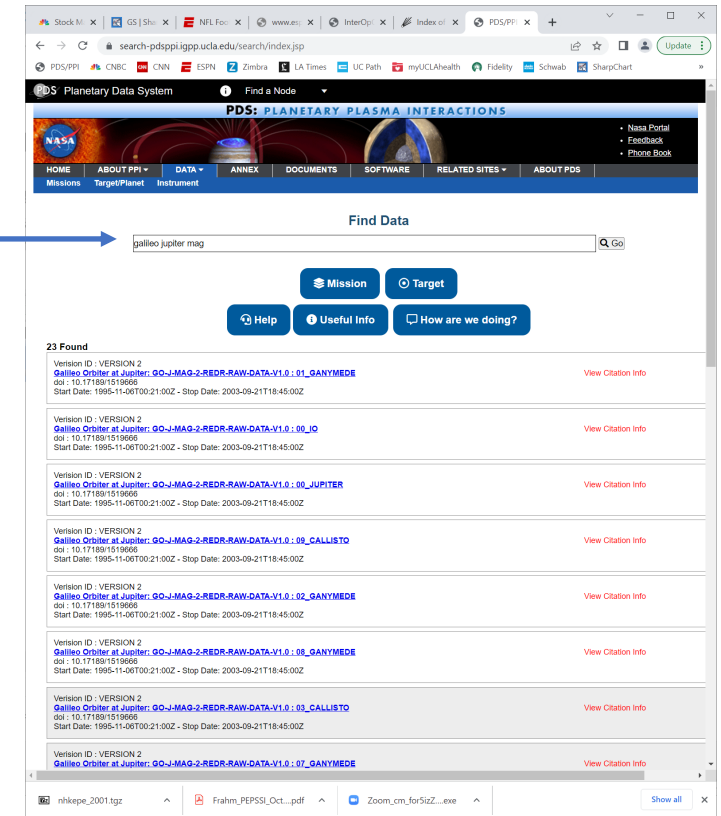 Stock M
GS | Sha
NFL Foo
www.esp
InterOpl
Index of
PDS/PPI
search-pdsppi.igpp.ucla.edu/search/index.jsp
Update
PDS/PPI CNBC CNN ESPN Zimbra LA Times UC Path myUCLAhealth Fidelity Schwab SharpChart »
PDS Planetary Data System
Find a Node
PDS: PLANETARY PLASMA INTERACTIONS
NASA
Nasa Portal
Feedback
Phone Book
HOME ABOUT PPI DATA ANNEX DOCUMENTS SOFTWARE RELATED SITES ABOUT PDS
Missions Target/Planet Instrument
Find Data
galileo jupiter mag
Go
Mission
Target
Help
Useful Info
How are we doing?
23 Found
Verision ID : VERSION 2
Galileo Orbiter at Jupiter: GO-J-MAG-2-REDR-RAW-DATA-V1.0 : 01_GANYMEDE
View Citation Info
doi : 10.17189/1519666
Start Date: 1995-11-06T00:21:00Z - Stop Date: 2003-09-21T18:45:00Z
Verision ID : VERSION 2
Galileo Orbiter at Jupiter: GO-J-MAG-2-REDR-RAW-DATA-V1.0 : 00_IO
View Citation Info
doi : 10.17189/1519666
Start Date: 1995-11-06T00:21:00Z - Stop Date: 2003-09-21T18:45:00Z
Verision ID : VERSION 2
Galileo Orbiter at Jupiter: GO-J-MAG-2-REDR-RAW-DATA-V1.0 : 00_JUPITER
View Citation Info
doi : 10.17189/1519666
Start Date: 1995-11-06T00:21:00Z - Stop Date: 2003-09-21T18:45:00Z
Verision ID : VERSION 2
Galileo Orbiter at Jupiter: GO-J-MAG-2-REDR-RAW-DATA-V1.0 : 09_CALLISTO
View Citation Info
doi : 10.17189/1519666
Start Date: 1995-11-06T00:21:00Z - Stop Date: 2003-09-21T18:45:00Z
Verision ID : VERSION 2
Galileo Orbiter at Jupiter: GO-J-MAG-2-REDR-RAW-DATA-V1.0 : 02_GANYMEDE
View Citation Info
doi : 10.17189/1519666
Start Date: 1995-11-06T00:21:00Z - Stop Date: 2003-09-21T18:45:00Z
Verision ID : VERSION 2
Galileo Orbiter at Jupiter: GO-J-MAG-2-REDR-RAW-DATA-V1.0 : 08_GANYMEDE
View Citation Info
doi : 10.17189/1519666
Start Date: 1995-11-06T00:21:00Z - Stop Date: 2003-09-21T18:45:00Z
Verision ID : VERSION 2
Galileo Orbiter at Jupiter: GO-J-MAG-2-REDR-RAW-DATA-V1.0 : 03_CALLISTO
View Citation Info
doi : 10.17189/1519666
Start Date: 1995-11-06T00:21:00Z - Stop Date: 2003-09-21T18:45:00Z
Verision ID : VERSION 2
Galileo Orbiter at Jupiter: GO-J-MAG-2-REDR-RAW-DATA-V1.0 : 07_GANYMEDE
View Citation Info
nhkepe_2001.tgz
Frahm_PEPSSI_Oct....pdf
Zoom_cm_for5izZ....exe
Show all